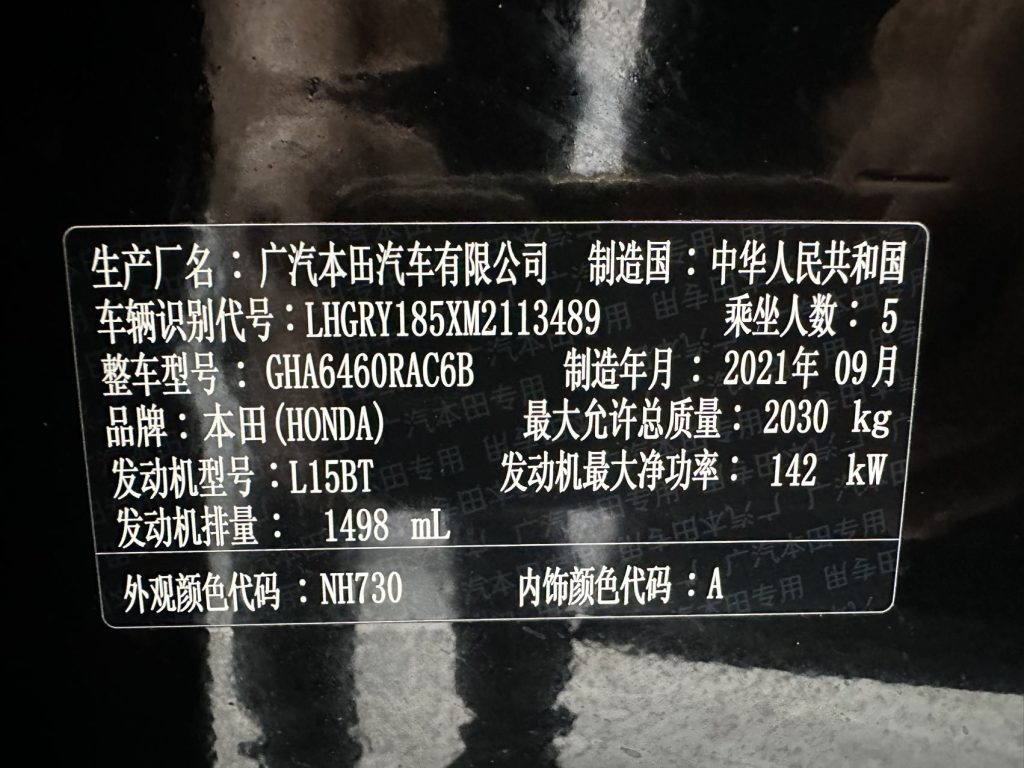 生产厂名：广汽本田汽车有限公司 制造国：中华人民共和国
车辆识别代号：LHGRY185XM2113489 乘坐人数：5
整车型号：GHA6460RAC6B 制造年月：2021年 09月
品牌：本田(HONDA) 最大允许总质量：2030 kg
发动机型号：L15BT 发动机最大净功率：142 kW
发动机排量： 1498 mL
外观颜色代码：NH730 内饰颜色代码：A